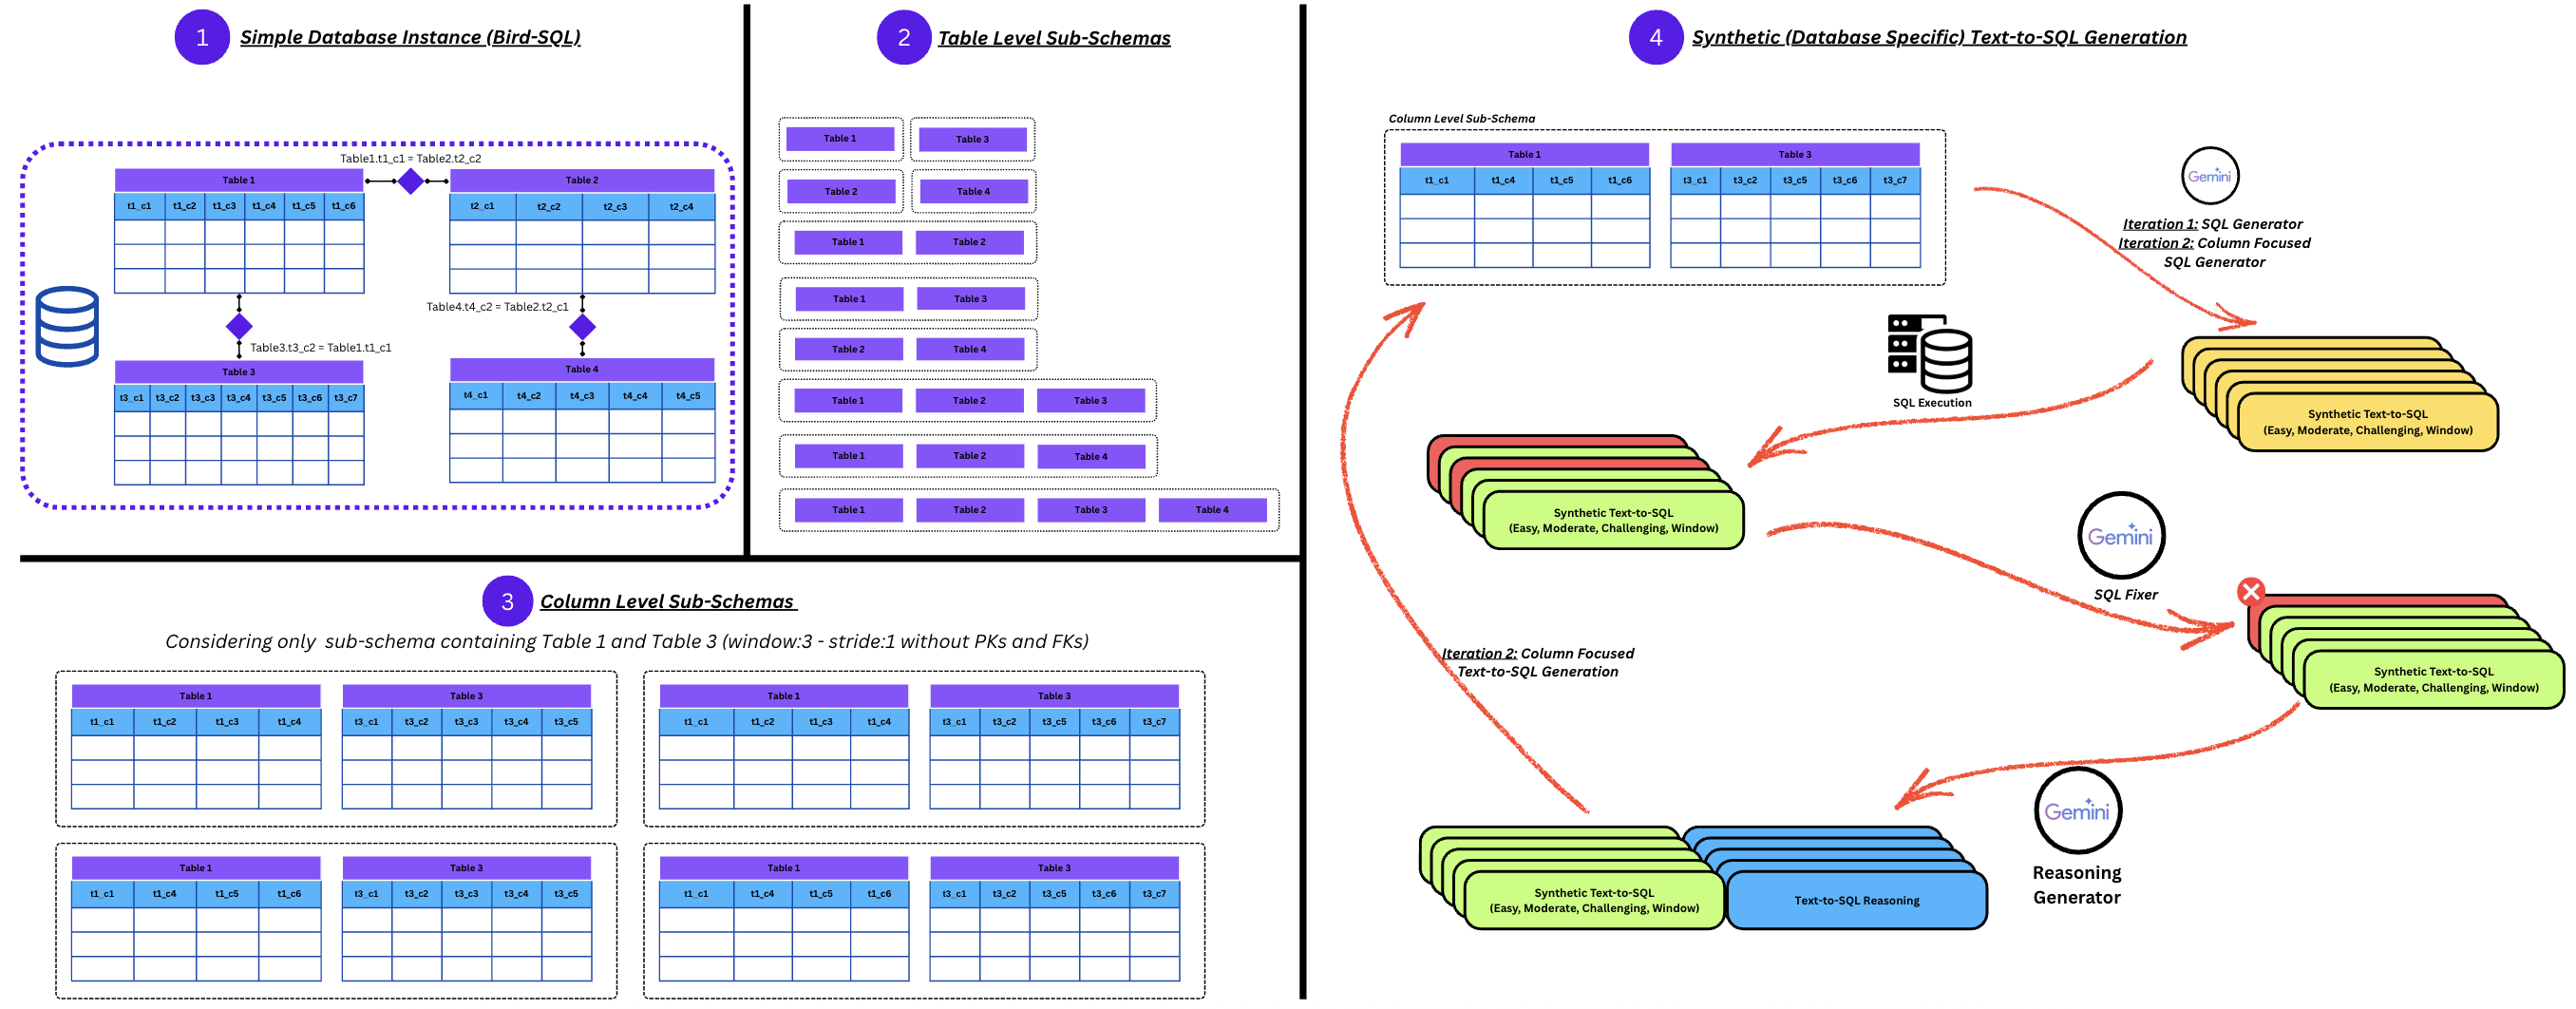 1
Simple Database Instance (Bird-SQL)
Table1.t1_c1 = Table2.t2_c2
Table 1
t1_c1 t1_c2 t1_c3 t1_c4 t1_c5 t1_c6
Table 2
t2_c1 t2_c2 t2_c3 t2_c4
Table4.t4_c2 = Table2.t2_c1
Table3.t3_c2 = Table1.t1_c1
Table 3
t3_c1 t3_c2 t3_c3 t3_c4 t3_c5 t3_c6 t3_c7
Table 4
t4_c1 t4_c2 t4_c3 t4_c4 t4_c5
2
Table Level Sub-Schemas
Table 1 Table 3
Table 2 Table 4
Table 1 Table 2
Table 1 Table 3
Table 2 Table 4
Table 1 Table 2 Table 3
Table 1 Table 2 Table 4
Table 1 Table 2 Table 3 Table 4
3
Column Level Sub-Schemas
Considering only sub-schema containing Table 1 and Table 3 (window:3 - stride:1 without PKs and FKs)
Table 1 Table 3
t1_c1 t1_c2 t1_c3 t1_c4 t3_c1 t3_c2 t3_c3 t3_c4 t3_c5
Table 1 Table 3
t1_c1 t1_c2 t1_c3 t1_c4 t3_c1 t3_c2 t3_c5 t3_c6 t3_c7
Table 1 Table 3
t1_c1 t1_c4 t1_c5 t1_c6 t3_c1 t3_c2 t3_c3 t3_c4 t3_c5
Table 1 Table 3
t1_c1 t1_c4 t1_c5 t1_c6 t3_c1 t3_c2 t3_c5 t3_c6 t3_c7
4
Synthetic (Database Specific) Text-to-SQL Generation
Column Level Sub-Schema
Table 1 Table 3
t1_c1 t1_c4 t1_c5 t1_c6 t3_c1 t3_c2 t3_c5 t3_c6 t3_c7
Gemini
Iteration 1: SQL Generator
Iteration 2: Column Focused
SQL Generator
Synthetic Text-to-SQL
(Easy, Moderate, Challenging, Window)
SQL Execution
Synthetic Text-to-SQL
(Easy, Moderate, Challenging, Window)
Gemini
SQL Fixer
Synthetic Text-to-SQL
(Easy, Moderate, Challenging, Window)
Iteration 2: Column Focused
Text-to-SQL Generation
Gemini
Reasoning
Generator
Synthetic Text-to-SQL
(Easy, Moderate, Challenging, Window)
Text-to-SQL Reasoning